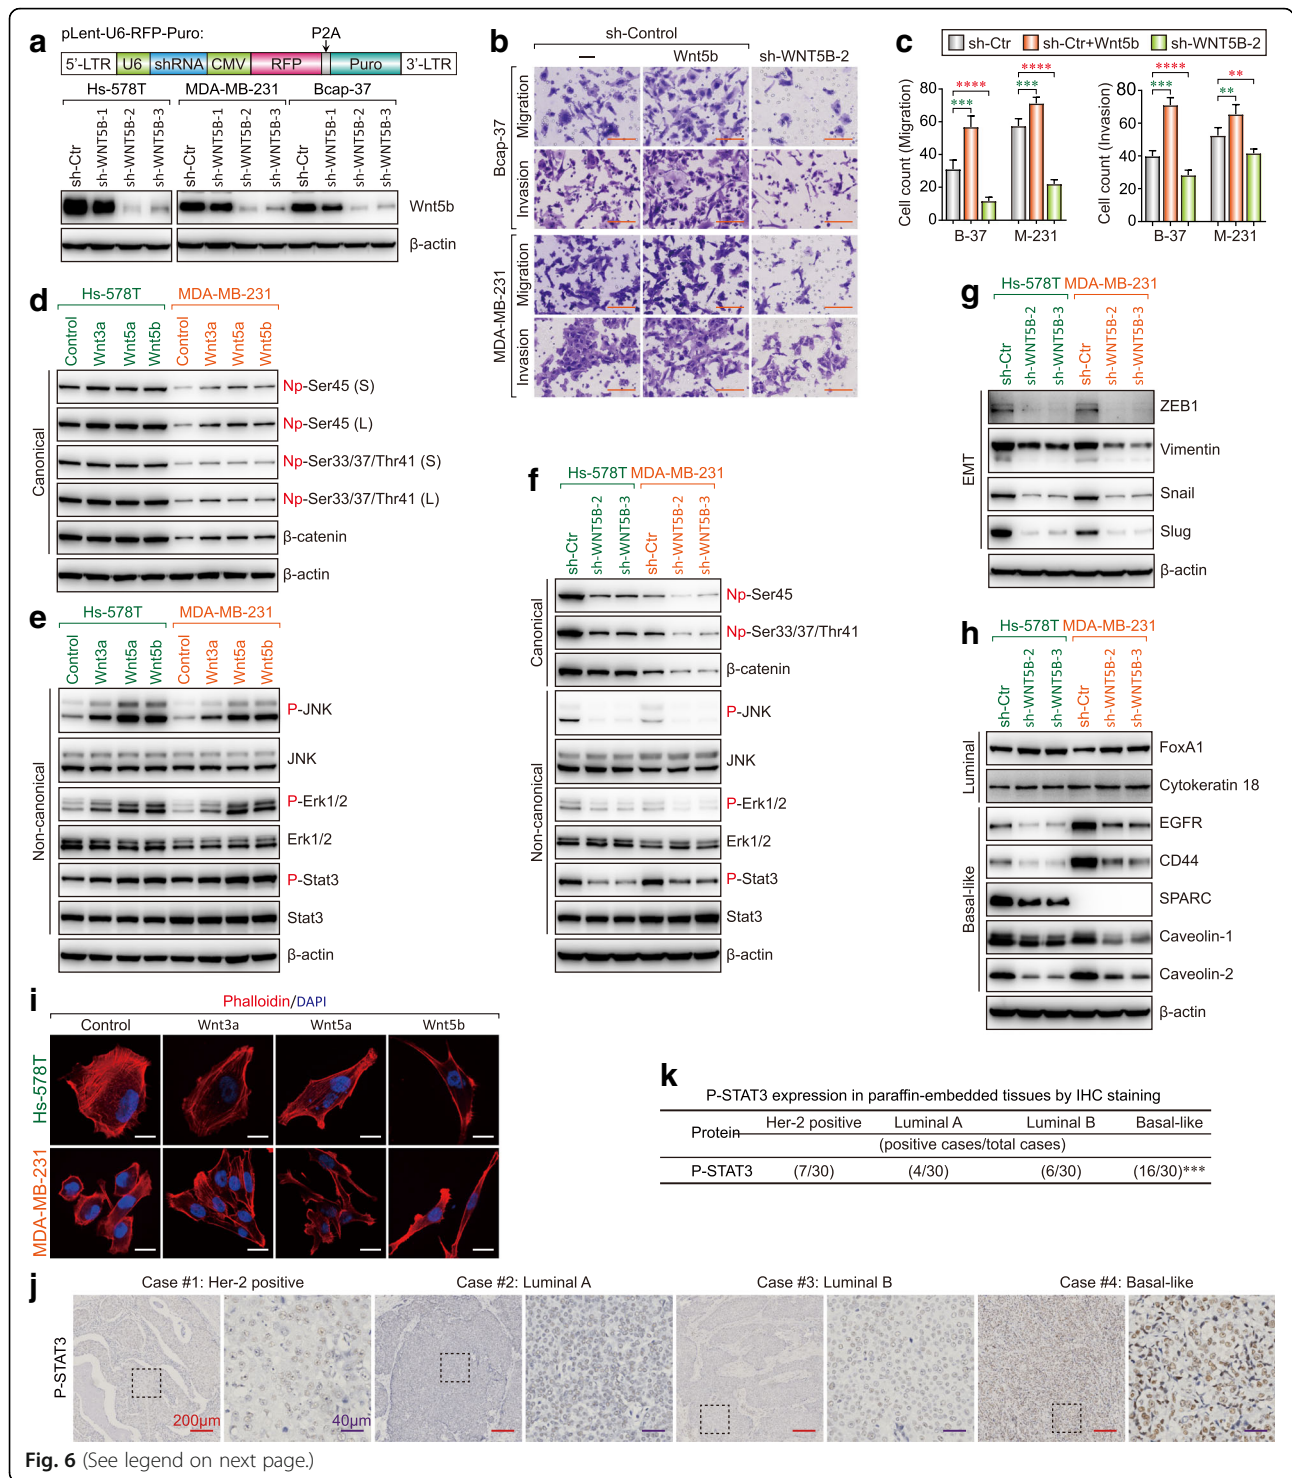 a
pLent-U6-RFP-Puro:
P2A
5'-LTR U6 shRNA CMV RFP Puro 3'-LTR
Hs-578T MDA-MB-231 Bcap-37
sh-Ctr sh-WNT5B-1 sh-WNT5B-2 sh-WNT5B-3 sh-Ctr sh-WNT5B-1 sh-WNT5B-2 sh-WNT5B-3 sh-Ctr sh-WNT5B-1 sh-WNT5B-2 sh-WNT5B-3
Wnt5b
β-actin
b
sh-Control
— Wnt5b sh-WNT5B-2
Bcap-37
Migration
Invasion
MDA-MB-231
Migration
Invasion
c
sh-Ctr sh-Ctr+Wnt5b sh-WNT5B-2
Cell count (Migration)
80
60
40
20
0
**** ****
*** ***
B-37 M-231
Cell count (Invasion)
80
60
40
20
0
**** **
*** **
B-37 M-231
d
Hs-578T MDA-MB-231
Control Wnt3a Wnt5a Wnt5b Control Wnt3a Wnt5a Wnt5b
Canonical
Np-Ser45 (S)
Np-Ser45 (L)
Np-Ser33/37/Thr41 (S)
Np-Ser33/37/Thr41 (L)
β-catenin
β-actin
e
Hs-578T MDA-MB-231
Control Wnt3a Wnt5a Wnt5b Control Wnt3a Wnt5a Wnt5b
Non-canonical
P-JNK
JNK
P-Erk1/2
Erk1/2
P-Stat3
Stat3
β-actin
f
Hs-578T MDA-MB-231
sh-Ctr sh-WNT5B-2 sh-WNT5B-3 sh-Ctr sh-WNT5B-2 sh-WNT5B-3
Canonical
Np-Ser45
Np-Ser33/37/Thr41
β-catenin
Non-canonical
P-JNK
JNK
P-Erk1/2
Erk1/2
P-Stat3
Stat3
β-actin
g
Hs-578T MDA-MB-231
sh-Ctr sh-WNT5B-2 sh-WNT5B-3 sh-Ctr sh-WNT5B-2 sh-WNT5B-3
EMT
ZEB1
Vimentin
Snail
Slug
β-actin
h
Hs-578T MDA-MB-231
sh-Ctr sh-WNT5B-2 sh-WNT5B-3 sh-Ctr sh-WNT5B-2 sh-WNT5B-3
Luminal
FoxA1
Cytokeratin 18
Basal-like
EGFR
CD44
SPARC
Caveolin-1
Caveolin-2
β-actin
i
Phalloidin/DAPI
Control Wnt3a Wnt5a Wnt5b
Hs-578T
MDA-MB-231
k
P-STAT3 expression in paraffin-embedded tissues by IHC staining
Protein Her-2 positive Luminal A Luminal B Basal-like
(positive cases/total cases)
P-STAT3 (7/30) (4/30) (6/30) (16/30)***
j
Case #1: Her-2 positive Case #2: Luminal A Case #3: Luminal B Case #4: Basal-like
P-STAT3
200μm 40μm
Fig. 6 (See legend on next page.)